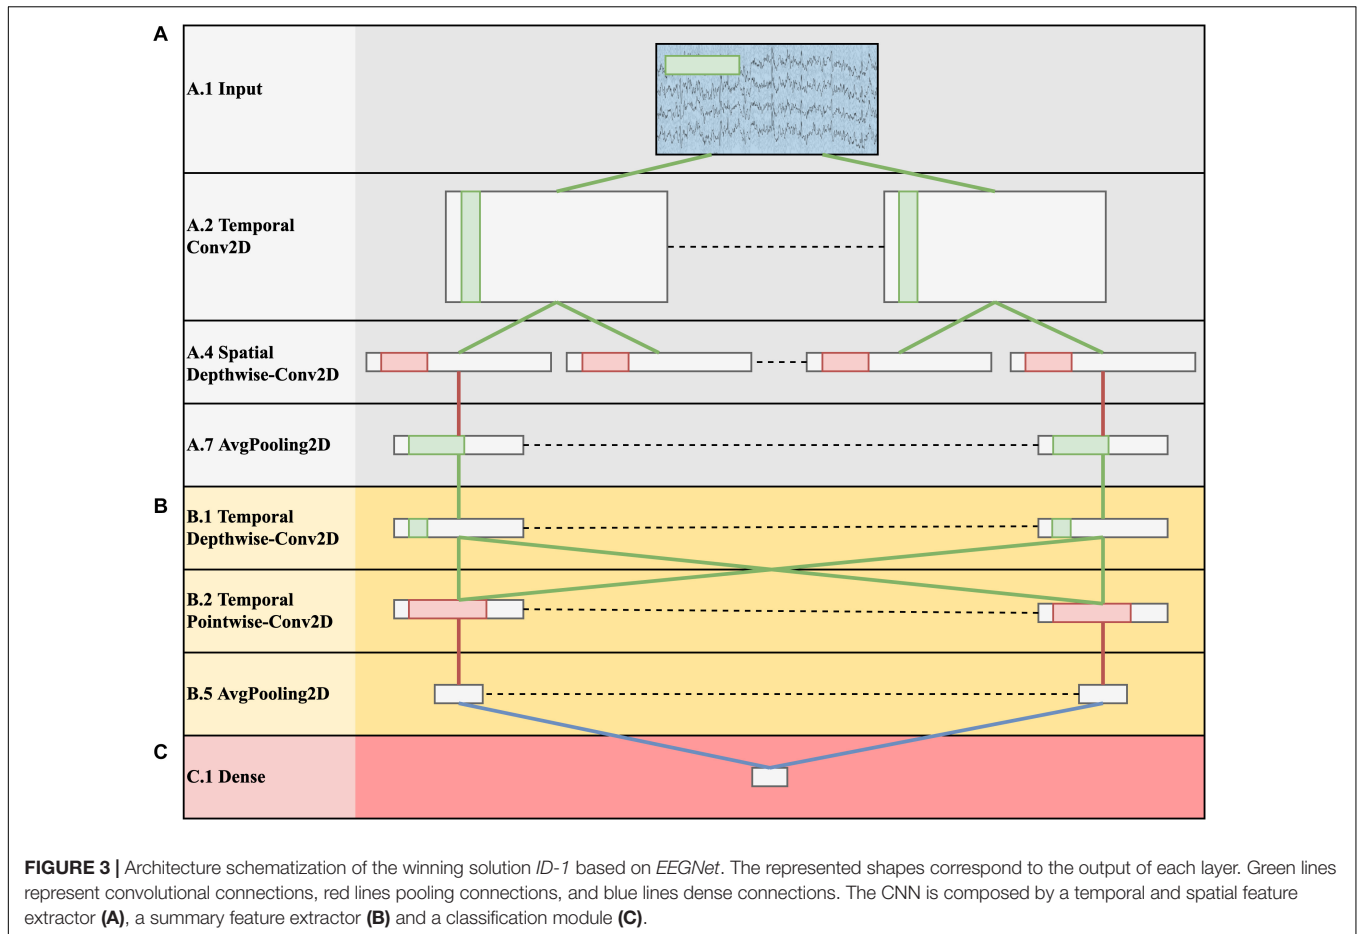 A
A.1 Input
A.2 Temporal
Conv2D
A.4 Spatial
Depthwise-Conv2D
A.7 AvgPooling2D
B
B.1 Temporal
Depthwise-Conv2D
B.2 Temporal
Pointwise-Conv2D
B.5 AvgPooling2D
C
C.1 Dense
FIGURE 3 | Architecture schematization of the winning solution ID-1 based on EEGNet. The represented shapes correspond to the output of each layer. Green lines
represent convolutional connections, red lines pooling connections, and blue lines dense connections. The CNN is composed by a temporal and spatial feature
extractor (A), a summary feature extractor (B) and a classification module (C).